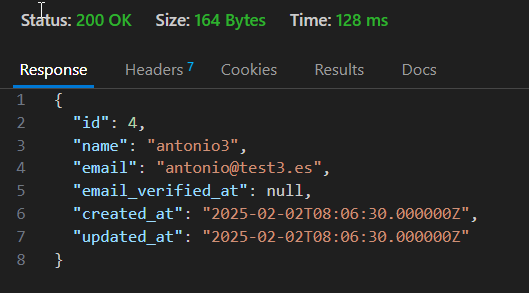 Status: 200 OK Size: 164 Bytes Time: 128 ms
Response Headers 7 Cookies Results Docs
1 {
2 "id": 4,
3 "name": "antonio3",
4 "email": "antonio@test3.es",
5 "email_verified_at": null,
6 "created_at": "2025-02-02T08:06:30.000000Z",
7 "updated_at": "2025-02-02T08:06:30.000000Z"
8 }